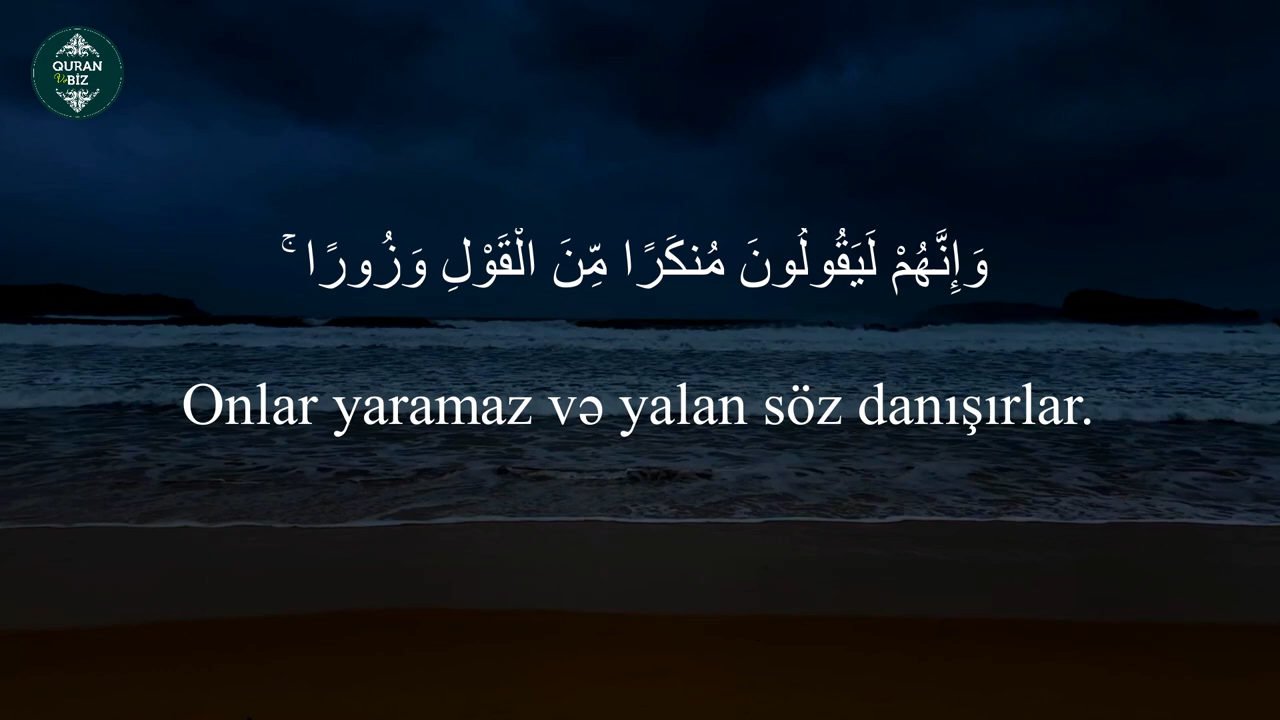 QURAN
Və BİZ
وَإِنَّهُمْ لَيَقُولُونَ مُنكَرًا مِّنَ الْقَوْلِ وَزُورًا ۚ
Onlar yaramaz və yalan söz danışırlar.